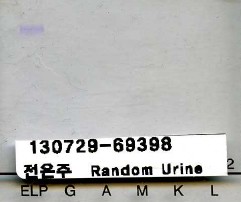 130729-69398
전은주 Random Urine
2
ELP G A M K L